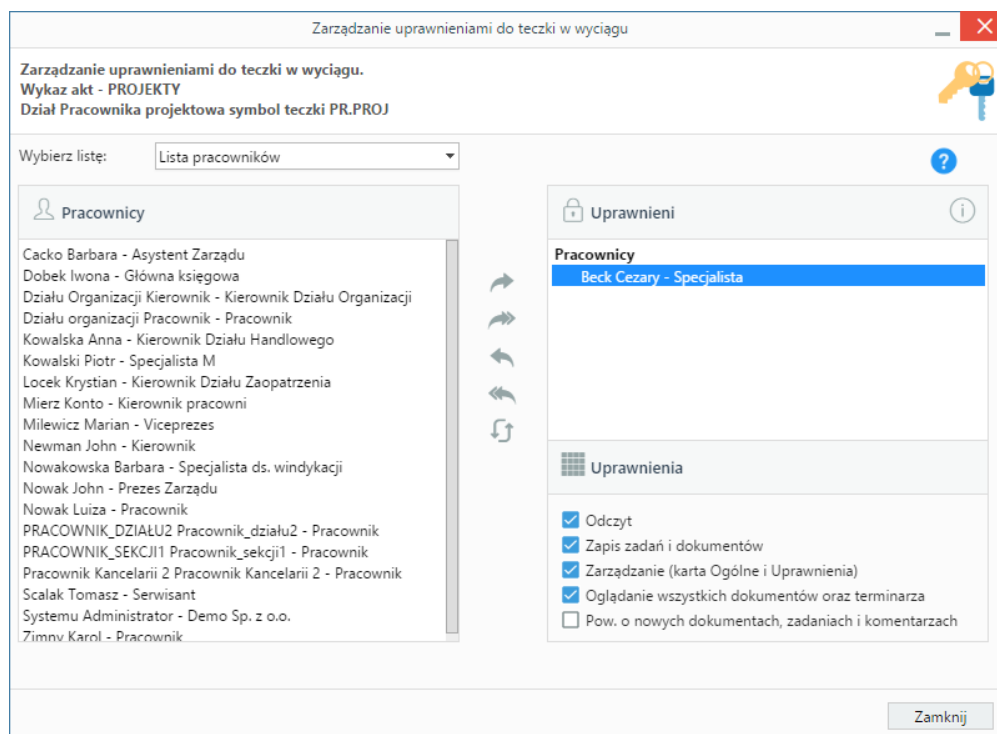 Zarządzanie uprawnieniami do teczki w wyciągu
Zarządzanie uprawnieniami do teczki w wyciągu.
Wykaz akt - PROJEKTY
Dział Pracownika projektowa symbol teczki PR.PROJ
Wybierz listę:
Lista pracowników
?
Pracownicy
Cacko Barbara - Asystent Zarządu
Dobek Iwona - Główna księgowa
Działu Organizacji Kierownik - Kierownik Działu Organizacji
Działu organizacji Pracownik - Pracownik
Kowalska Anna - Kierownik Działu Handlowego
Kowalski Piotr - Specjalista M
Locek Krystian - Kierownik Działu Zaopatrzenia
Mierz Konto - Kierownik pracowni
Milewicz Marian - Viceprezes
Newman John - Kierownik
Nowakowska Barbara - Specjalista ds. windykacji
Nowak John - Prezes Zarządu
Nowak Luiza - Pracownik
PRACOWNIK_DZIAŁU2 Pracownik_działu2 - Pracownik
PRACOWNIK_SEKCJI1 Pracownik_sekcji1 - Pracownik
Pracownik Kancelarii 2 Pracownik Kancelarii 2 - Pracownik
Scalak Tomasz - Serwisant
Systemu Administrator - Demo Sp. z o.o.
Zimny Karol - Pracownik
Uprawnieni
i
Pracownicy
Beck Cezary - Specjalista
Uprawnienia
Odczyt
Zapis zadań i dokumentów
Zarządzanie (karta Ogólne i Uprawnienia)
Oglądanie wszystkich dokumentów oraz terminarza
Pow. o nowych dokumentach, zadaniach i komentarzach
Zamknij